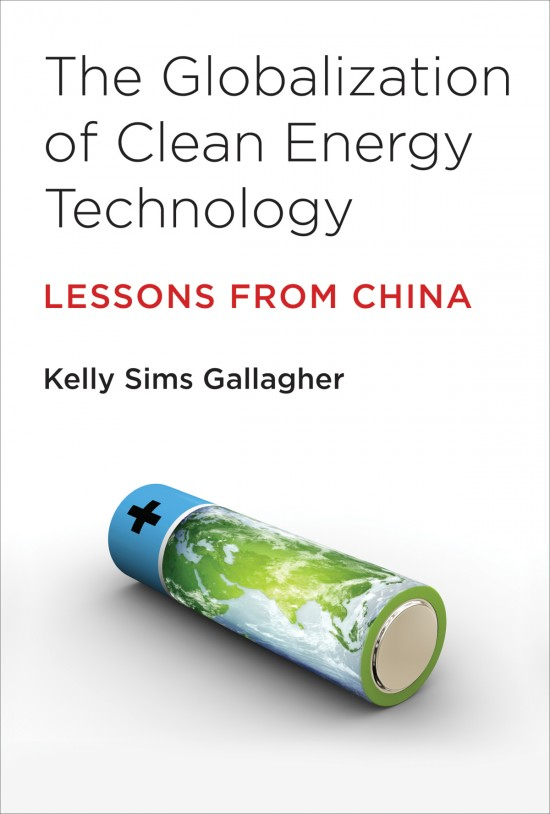 The Globalization
of Clean Energy
Technology
LESSONS FROM CHINA
Kelly Sims Gallagher
+